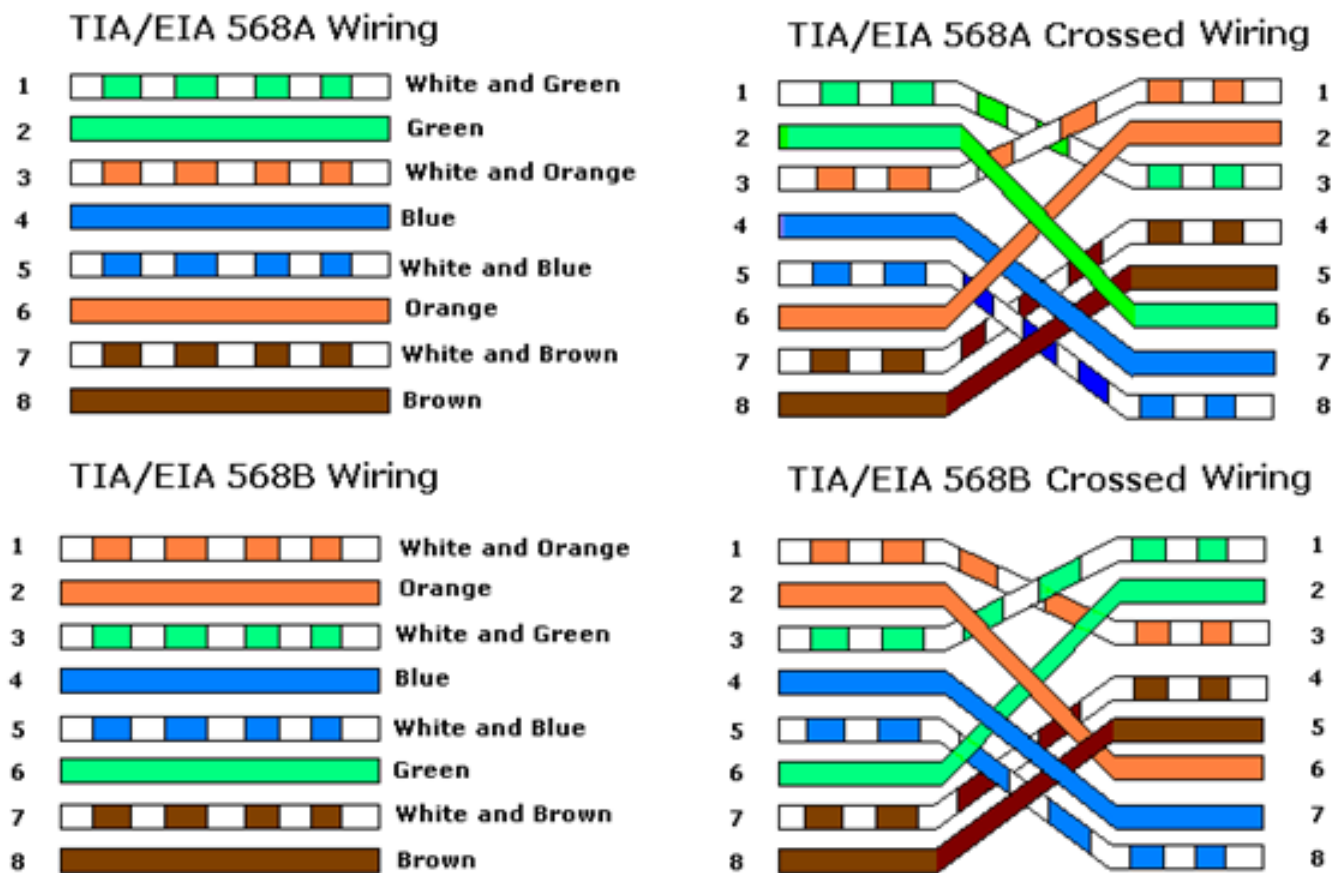 TIA/EIA 568A Wiring
1 White and Green
2 Green
3 White and Orange
4 Blue
5 White and Blue
6 Orange
7 White and Brown
8 Brown
TIA/EIA 568A Crossed Wiring
1 1
2 2
3 3
4 4
5 5
6 6
7 7
8 8
TIA/EIA 568B Wiring
1 White and Orange
2 Orange
3 White and Green
4 Blue
5 White and Blue
6 Green
7 White and Brown
8 Brown
TIA/EIA 568B Crossed Wiring
1 1
2 2
3 3
4 4
5 5
6 6
7 7
8 8